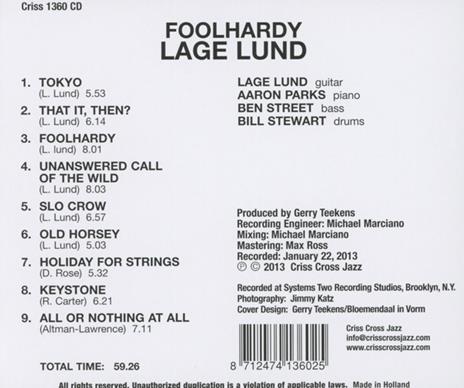 Criss 1360 CD
FOOLHARDY
LAGE LUND
1. TOKYO
(L. Lund) 5.53
2. THAT IT, THEN?
(L. Lund) 6.14
3. FOOLHARDY
(L. lund) 8.01
4. UNANSWERED CALL
OF THE WILD
(L. Lund) 8.03
5. SLO CROW
(L. Lund) 6.57
6. OLD HORSEY
(L. Lund) 5.03
7. HOLIDAY FOR STRINGS
(D. Rose) 5.32
8. KEYSTONE
(R. Carter) 6.21
9. ALL OR NOTHING AT ALL
(Altman-Lawrence) 7.11
TOTAL TIME: 59.26
LAGE LUND guitar
AARON PARKS piano
BEN STREET bass
BILL STEWART drums
Produced by Gerry Teekens
Recording Engineer: Michael Marciano
Mixing: Michael Marciano
Mastering: Max Ross
Recorded: January 22, 2013
℗ © 2013 Criss Cross Jazz
Recorded at Systems Two Recording Studios, Brooklyn, N.Y.
Photography: Jimmy Katz
Cover Design: Gerry Teekens/Bloemendaal in Vorm
8 712474 136025
Criss Cross Jazz
info@crisscrossjazz.com
www.crisscrossjazz.com
All rights reserved. Unauthorized duplication is a violation of applicable laws. Made in Holland